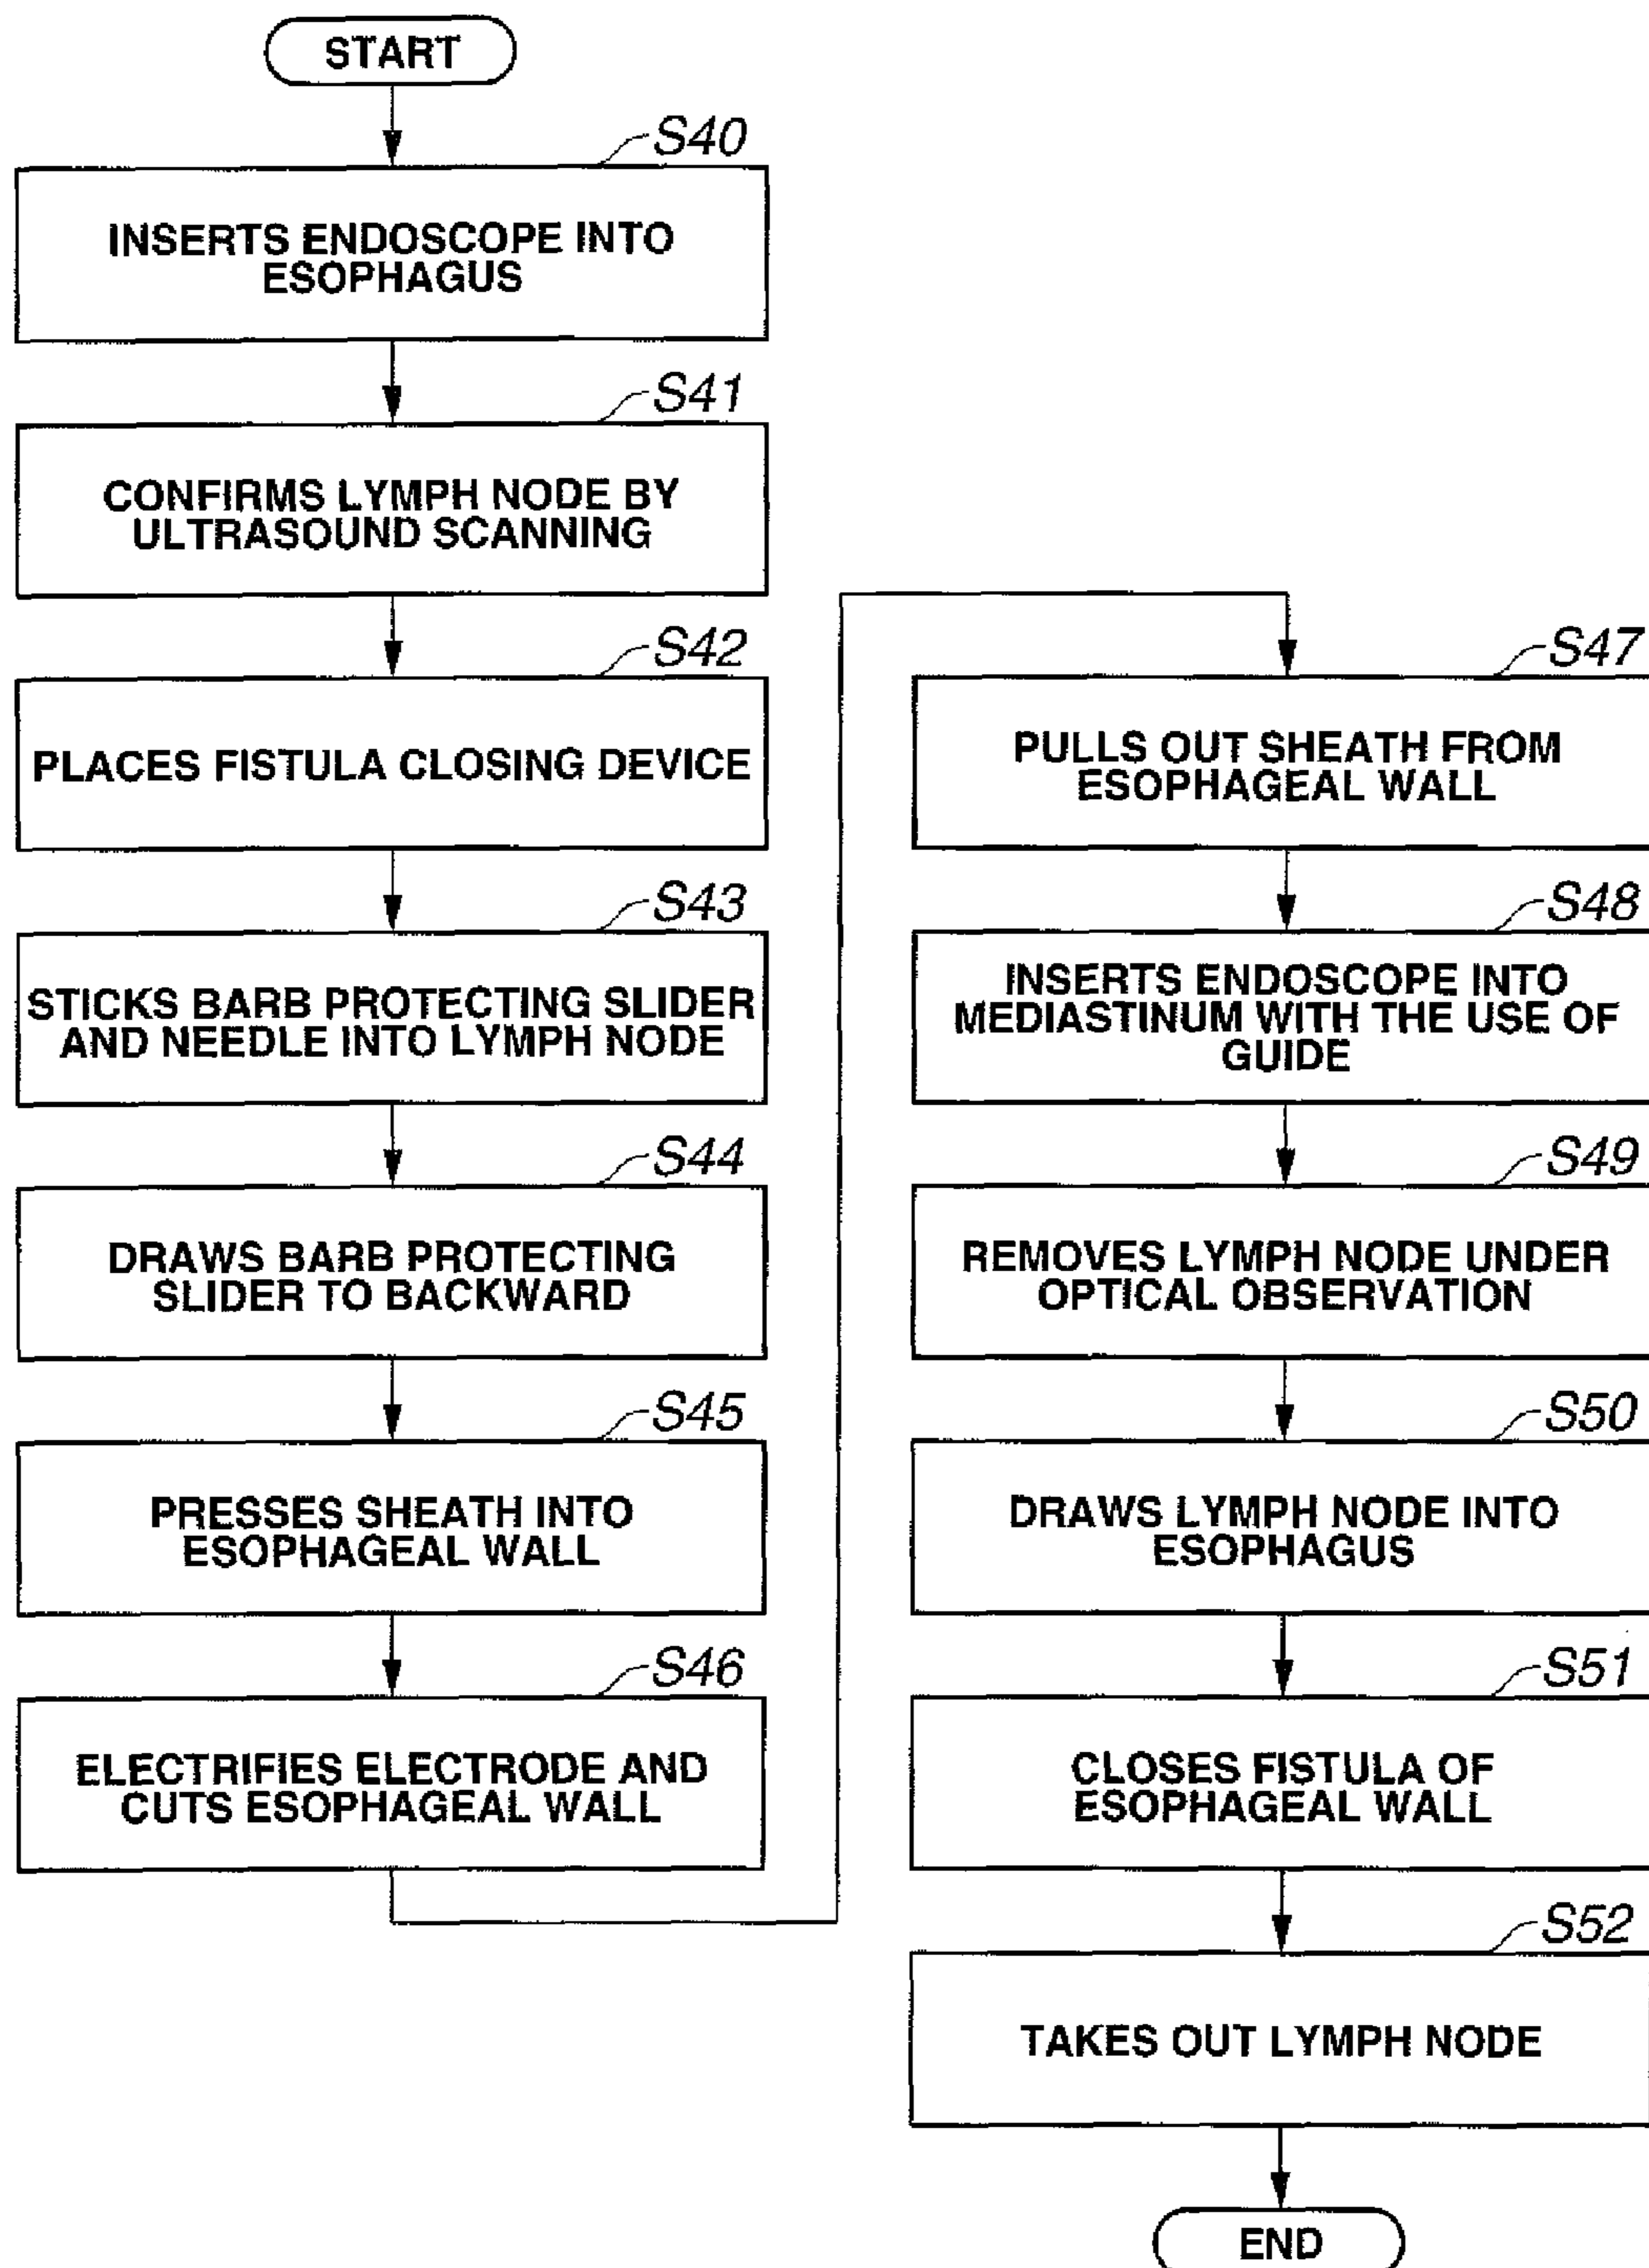 START
S40
INSERTS ENDOSCOPE INTO
ESOPHAGUS
S41
CONFIRMS LYMPH NODE BY
ULTRASOUND SCANNING
S42
PLACES FISTULA CLOSING DEVICE
S43
STICKS BARB PROTECTING SLIDER
AND NEEDLE INTO LYMPH NODE
S44
DRAWS BARB PROTECTING
SLIDER TO BACKWARD
S45
PRESSES SHEATH INTO
ESOPHAGEAL WALL
S46
ELECTRIFIES ELECTRODE AND
CUTS ESOPHAGEAL WALL
S47
PULLS OUT SHEATH FROM
ESOPHAGEAL WALL
S48
INSERTS ENDOSCOPE INTO
MEDIASTINUM WITH THE USE OF
GUIDE
S49
REMOVES LYMPH NODE UNDER
OPTICAL OBSERVATION
S50
DRAWS LYMPH NODE INTO
ESOPHAGUS
S51
CLOSES FISTULA OF
ESOPHAGEAL WALL
S52
TAKES OUT LYMPH NODE
END